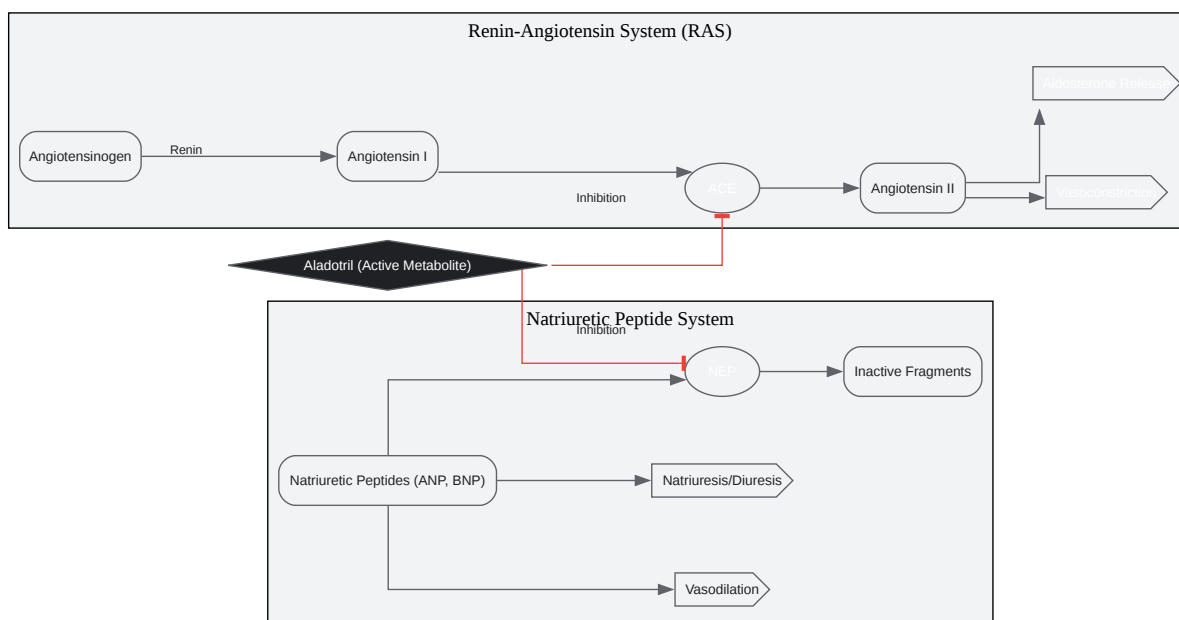 Renin-Angiotensin System (RAS)
Aldosterone Release
Angiotensinogen
Renin
Angiotensin I
ACE
Angiotensin II
Vasoconstriction
Inhibition
Aladotril (Active Metabolite)
Natriuretic Peptide System
Inhibition
NEP
Inactive Fragments
Natriuretic Peptides (ANP, BNP)
Natriuresis/Diuresis
Vasodilation